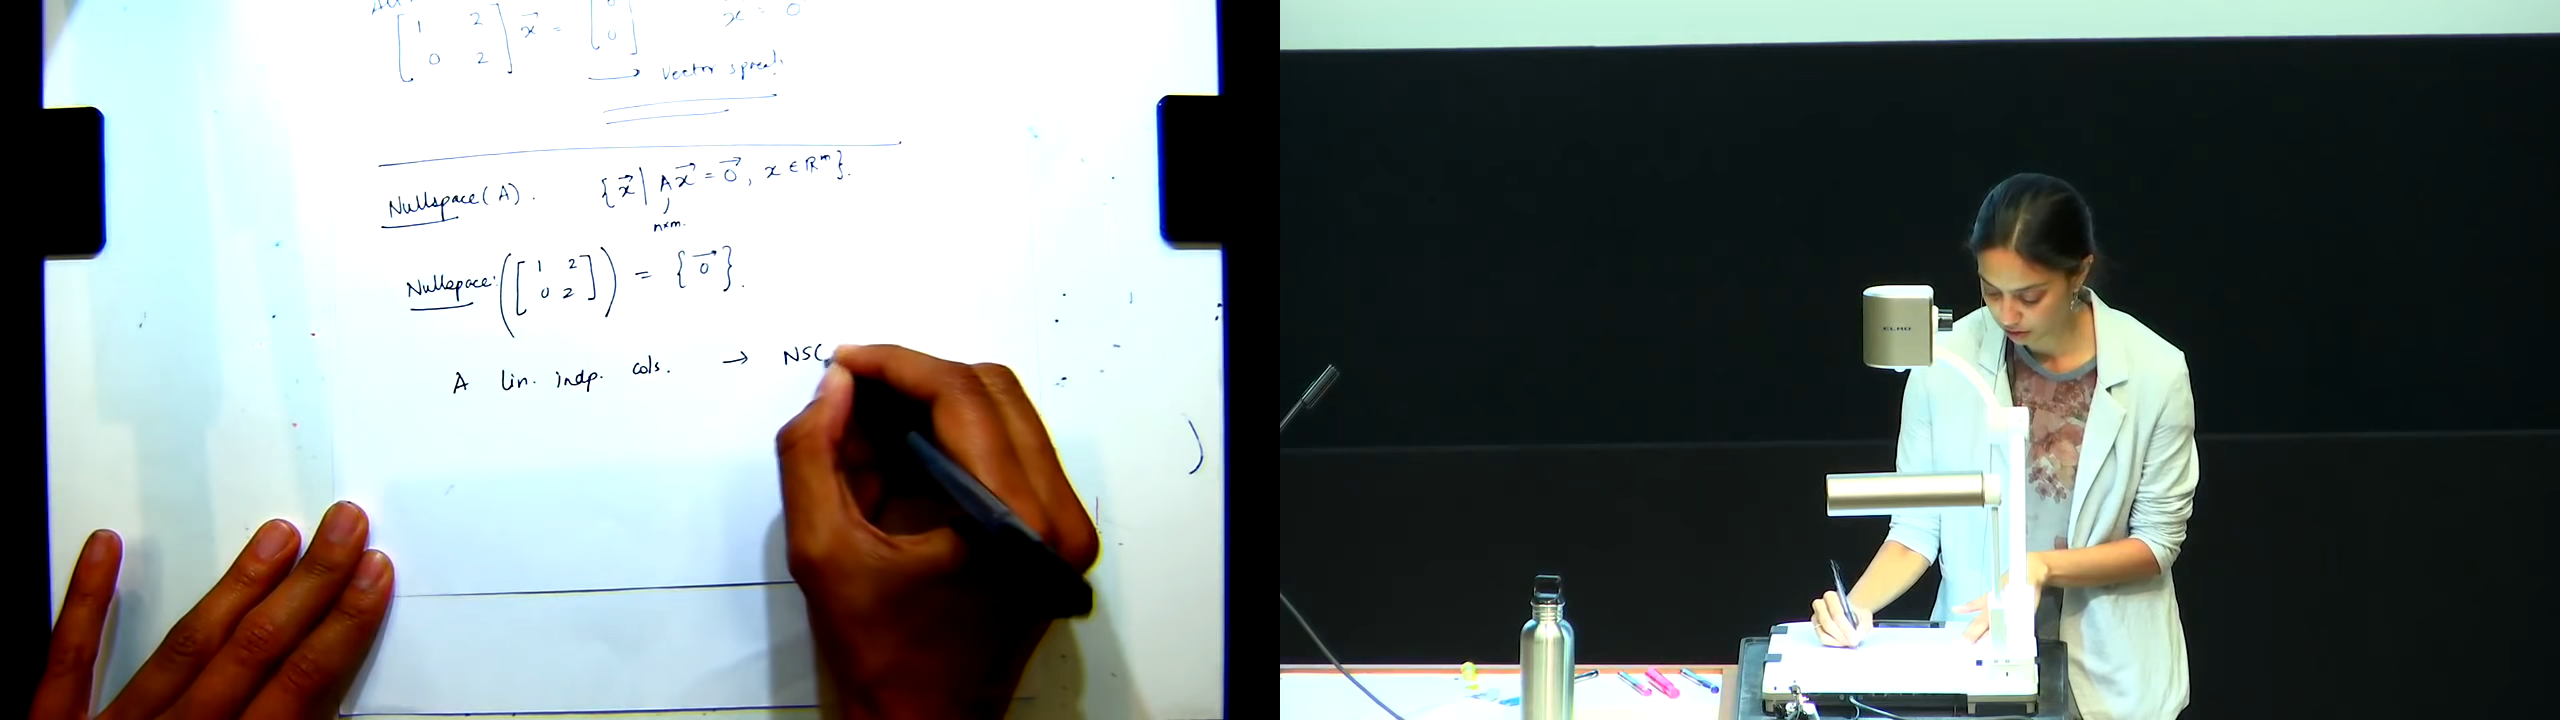 [1 2; 0 2] x⃗ = [0; 0] x = 0
→ vector space!
Nullspace(A). {x⃗ | Ax⃗ = 0⃗, x ∈ ℝᵐ}.
n×m.
Nullspace: ([1 2; 0 2]) = {0⃗}.
A lin. indp. cols. → NS(
ELMO